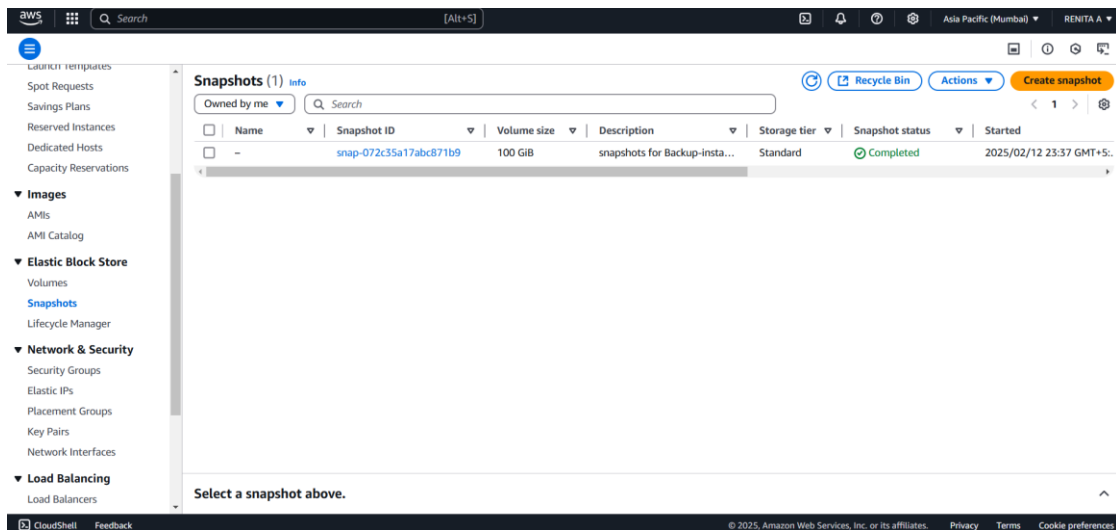 aws Search [Alt+S] Asia Pacific (Mumbai) RENITA A
Launch Templates
Spot Requests
Savings Plans
Reserved Instances
Dedicated Hosts
Capacity Reservations
Images
AMIs
AMI Catalog
Elastic Block Store
Volumes
Snapshots
Lifecycle Manager
Network & Security
Security Groups
Elastic IPs
Placement Groups
Key Pairs
Network Interfaces
Load Balancing
Load Balancers
Snapshots (1) Info Recycle Bin Actions Create snapshot
Owned by me Search 1
Name Snapshot ID Volume size Description Storage tier Snapshot status Started
– snap-072c35a17abc871b9 100 GiB snapshots for Backup-insta... Standard Completed 2025/02/12 23:37 GMT+5:.
Select a snapshot above.
CloudShell Feedback © 2025, Amazon Web Services, Inc. or its affiliates. Privacy Terms Cookie preferences